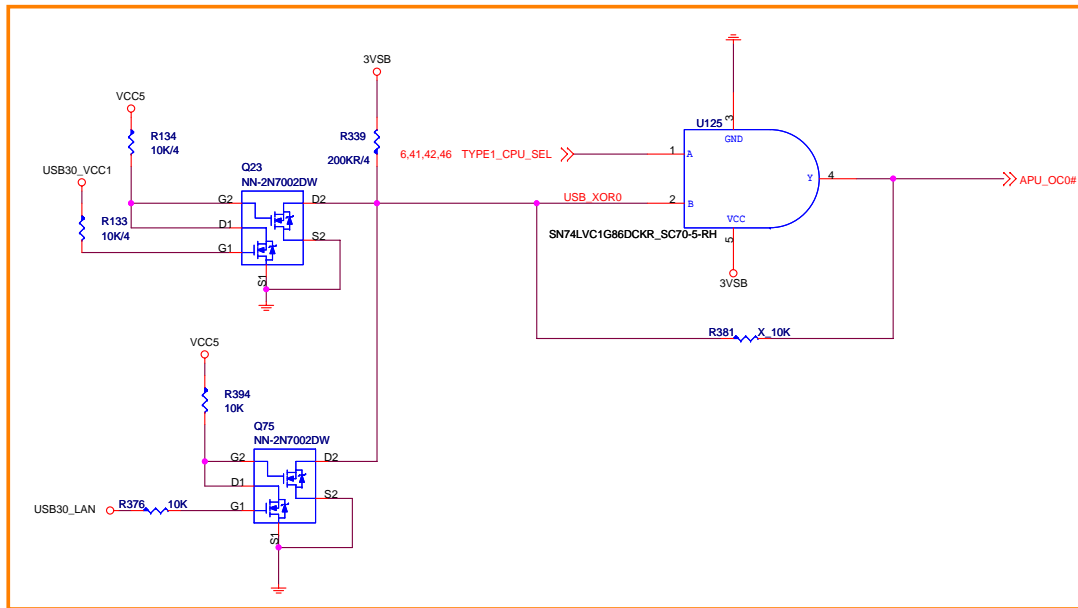 3VSB
VCC5
R134
10K/4
R339
200KR/4
U125
3
GND
6,41,42,46 TYPE1_CPU_SEL
1
A
Y
4
APU_OC0#
USB30_VCC1
Q23
NN-2N7002DW
R133
10K/4
G2
D2
D1
G1
S2
S1
USB_XOR0
2
B
VCC
5
SN74LVC1G86DCKR_SC70-5-RH
3VSB
R381
X_10K
VCC5
R394
10K
Q75
NN-2N7002DW
G2
D2
D1
G1
S2
S1
USB30_LAN
R376
10K